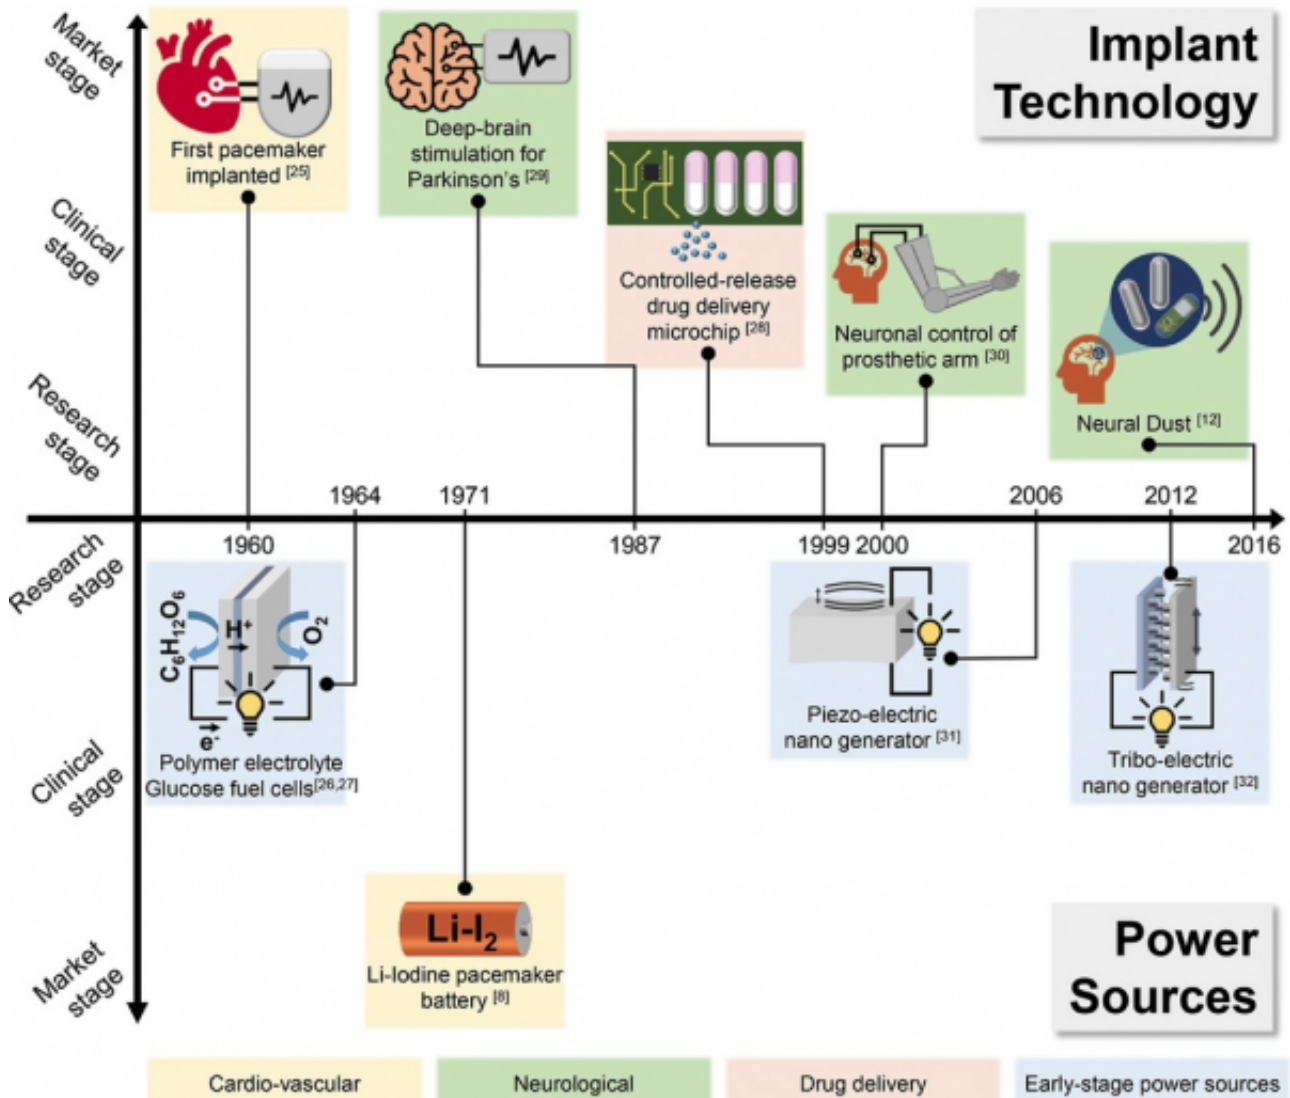 Implant
Technology
Market
stage
Clinical
stage
Research
stage
First pacemaker
implanted [25]
Deep-brain
stimulation for
Parkinson's [29]
Controlled-release
drug delivery
microchip [28]
Neuronal control of
prosthetic arm [30]
Neural Dust [12]
1964
1971
2006
2012
1960
1987
1999
2000
2016
Research
stage
Clinical
stage
Market
stage
C6H12O6
H+
O2
e-
Polymer electrolyte
Glucose fuel cells[26,27]
Piezo-electric
nano generator [31]
Tribo-electric
nano generator [32]
Li-I2
Li-Iodine pacemaker
battery [8]
Power
Sources
Cardio-vascular
Neurological
Drug delivery
Early-stage power sources